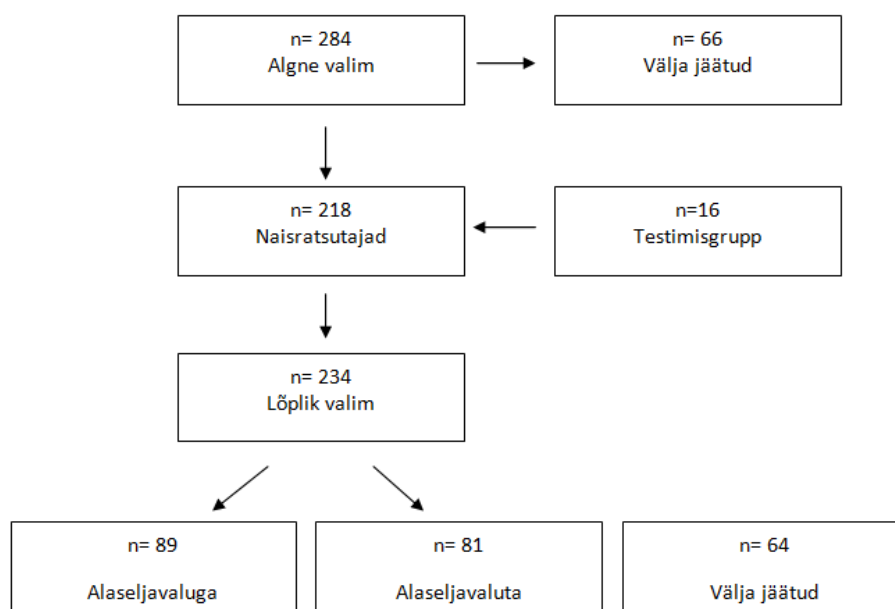 n= 284
Algne valim
n= 66
Välja jäätud
n= 218
Naisratsutajad
n=16
Testimisgrupp
n= 234
Lõplik valim
n= 89
Alaseljavaluga
n= 81
Alaseljavaluta
n= 64
Välja jäätud